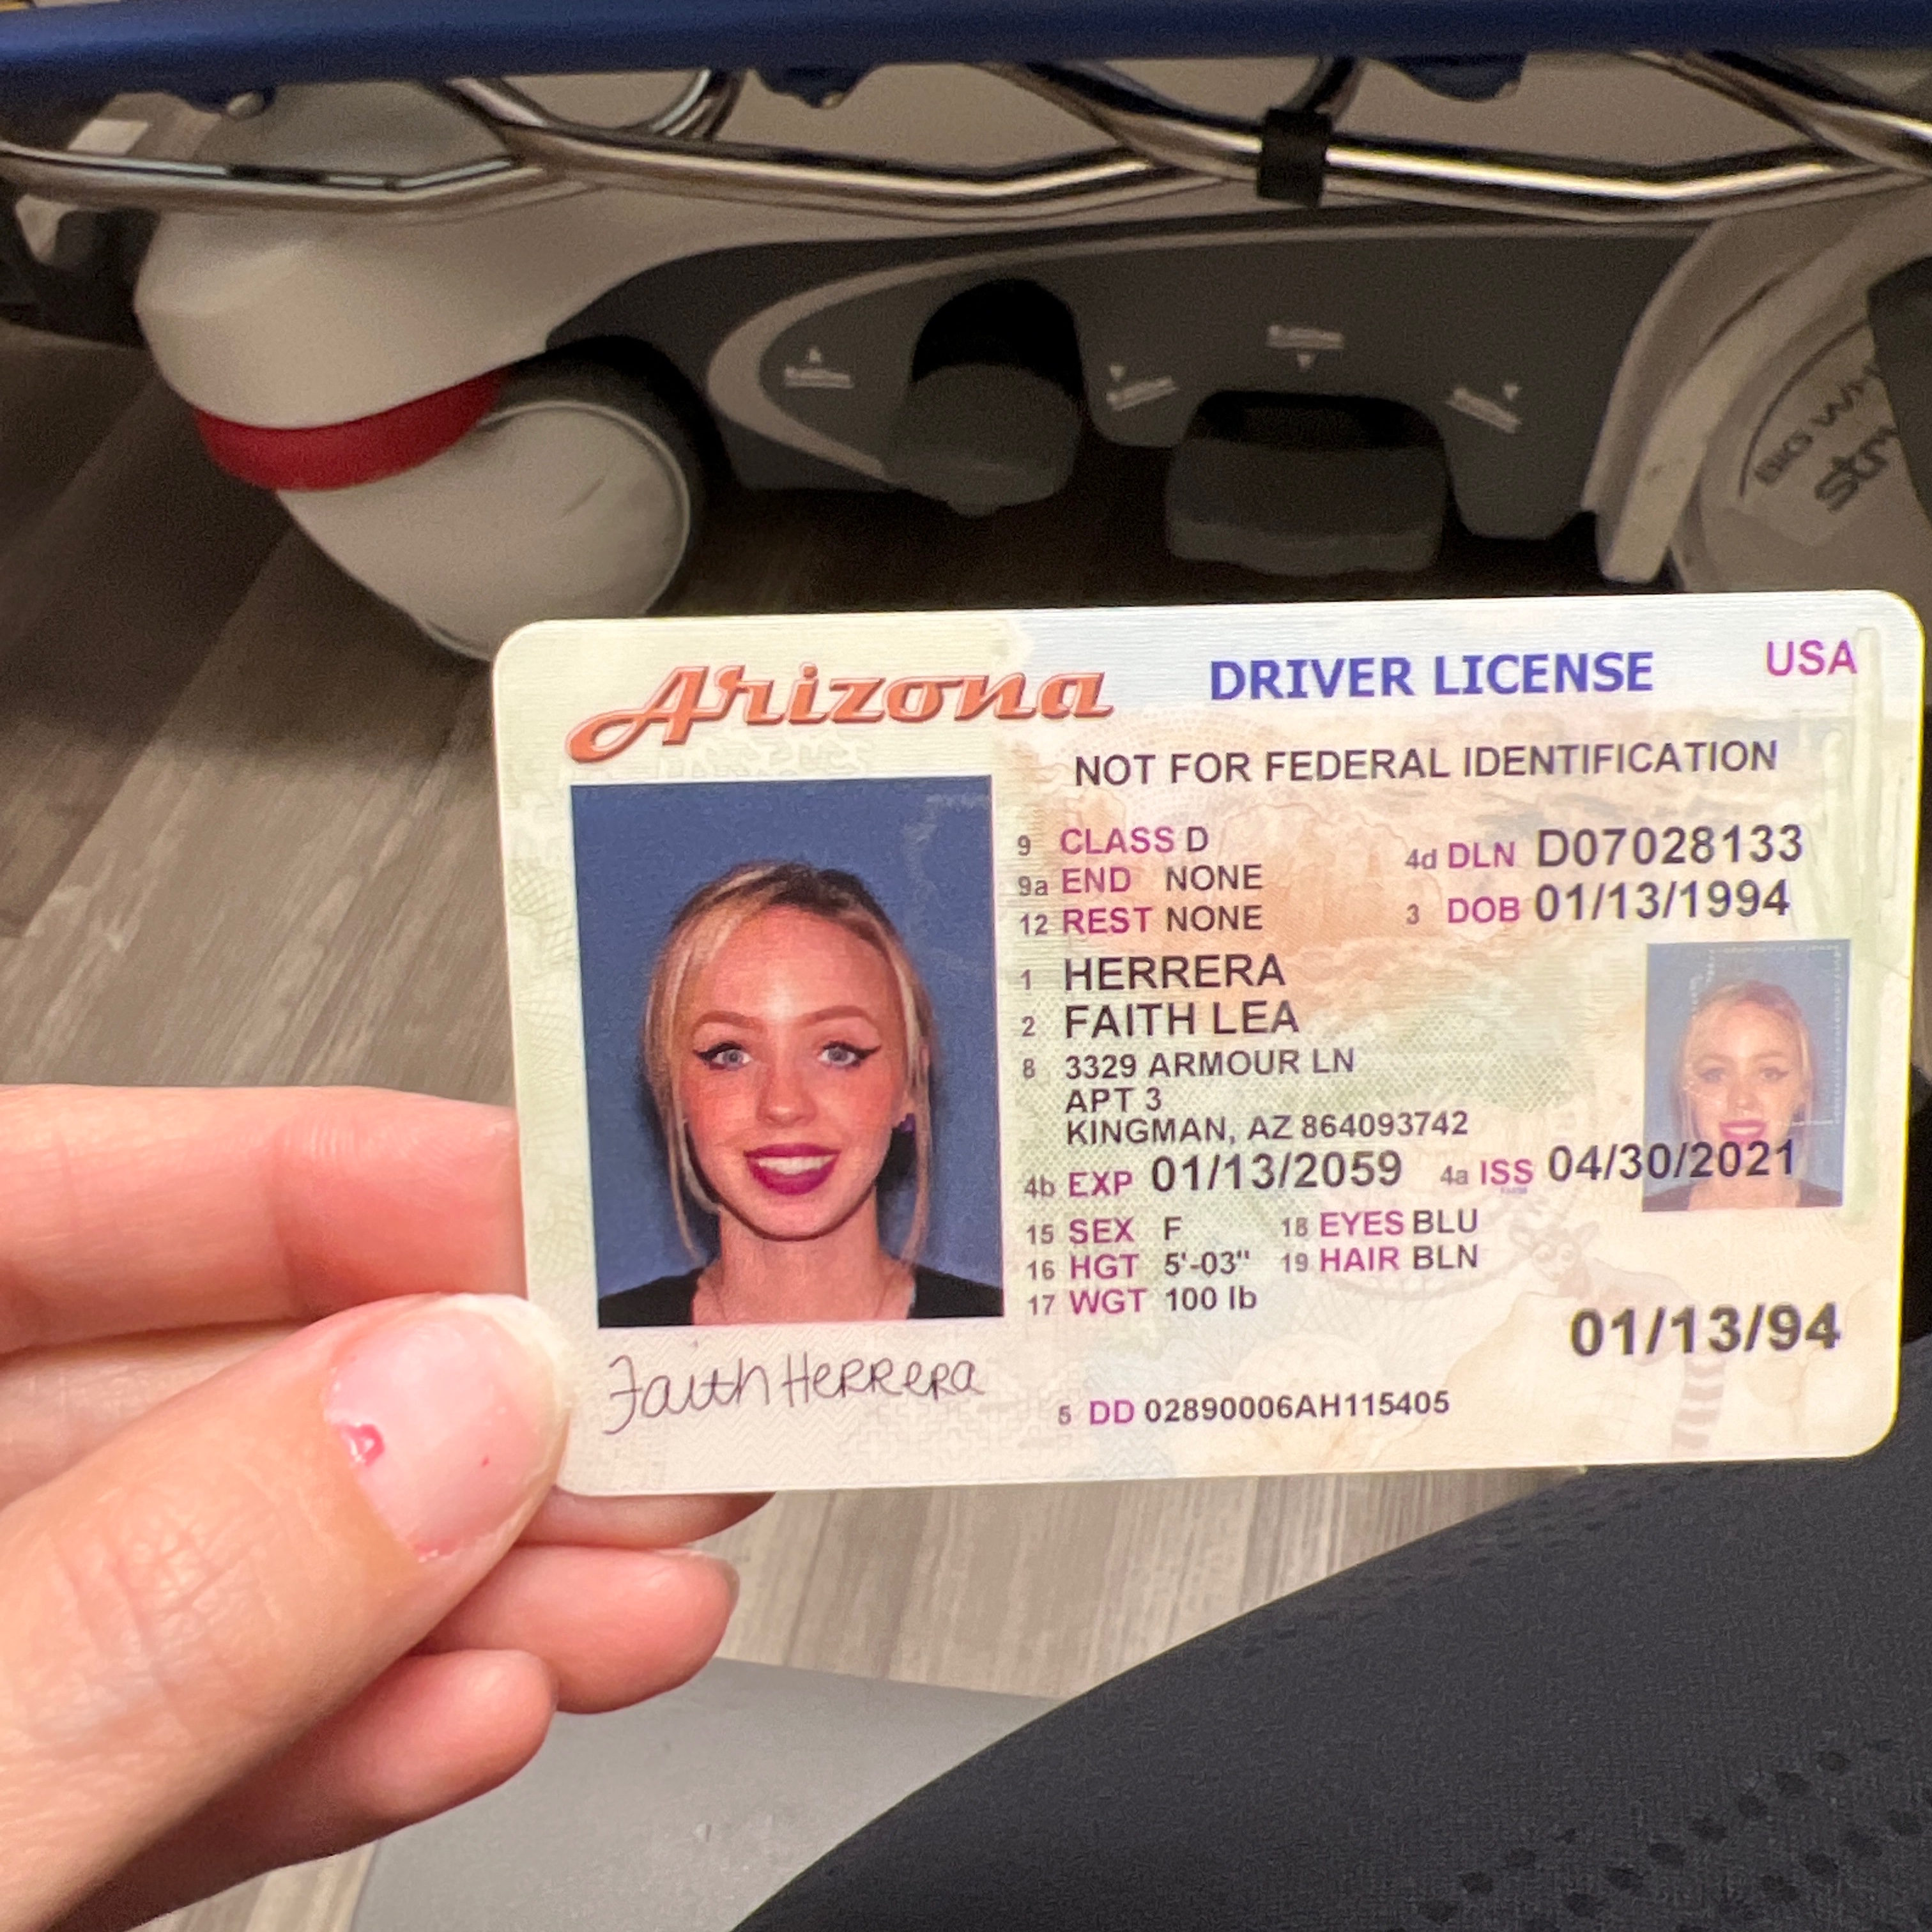 BIG WH
str
Arizona DRIVER LICENSE USA
NOT FOR FEDERAL IDENTIFICATION
9 CLASS D 4d DLN D07028133
9a END NONE
12 REST NONE 3 DOB 01/13/1994
1 HERRERA
2 FAITH LEA
8 3329 ARMOUR LN
APT 3
KINGMAN, AZ 864093742
4b EXP 01/13/2059 4a ISS 04/30/2021
15 SEX F 18 EYES BLU
16 HGT 5'-03" 19 HAIR BLN
17 WGT 100 lb
01/13/94
Faith Herrera
5 DD 02890006AH115405